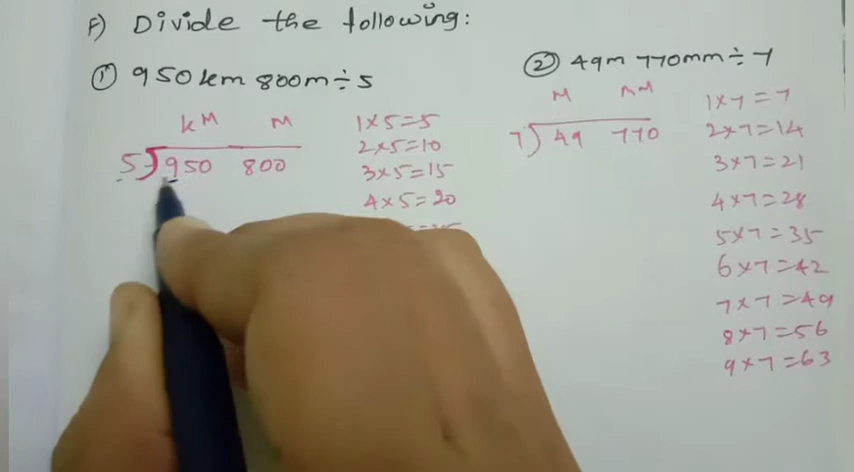 F) Divide the following:
① 950 km 800m ÷ 5
KM M
5) 950 800
1 x 5 = 5
2 x 5 = 10
3 x 5 = 15
4 x 5 = 20
② 49m 770mm ÷ 7
M MM
7) 49 770
1 x 7 = 7
2 x 7 = 14
3 x 7 = 21
4 x 7 = 28
5 x 7 = 35
6 x 7 = 42
7 x 7 = 49
8 x 7 = 56
9 x 7 = 63